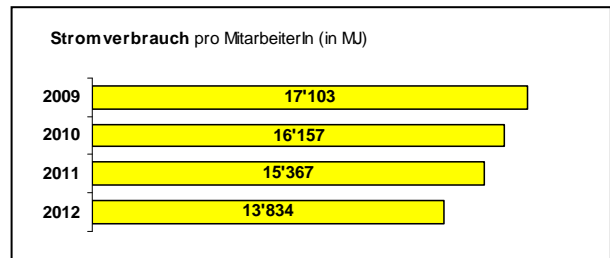 Stromverbrauch pro MitarbeiterIn (in MJ)
2009 17'103
2010 16'157
2011 15'367
2012 13'834